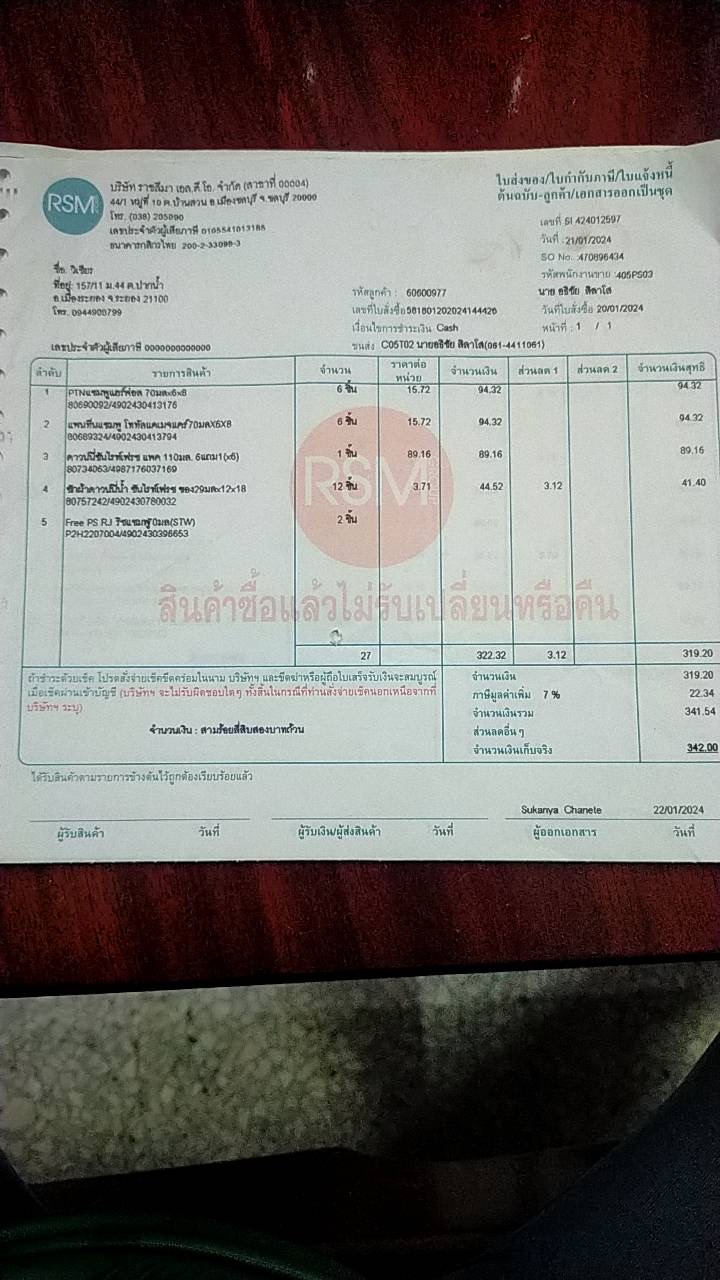 RSM
บริษัท ราชสีมา เอส.ดี.โอ. จำกัด (สาขาที่ 00004)
44/1 หมู่ที่ 10 ต.บ้านสวน อ.เมืองชลบุรี จ.ชลบุรี 20000
โทร. (038) 205090
เลขประจำตัวผู้เสียภาษี 0105541013185
ธนาคารกสิกรไทย 200-2-33098-3
ใบส่งของ/ใบกำกับภาษี/ใบแจ้งหนี้
ต้นฉบับ-ลูกค้า/เอกสารออกเป็นชุด
เลขที่ SI 424012597
วันที่ : 21/01/2024
SO No. :470896434
รหัสพนักงานขาย :405PS03
ชื่อ. วิเชียร
ที่อยู่: 157/11 ม.44 ต.ปากน้ำ
อ.เมืองระยอง จ.ระยอง 21100
โทร. 0944908799
รหัสลูกค้า : 60600977
เลขที่ใบสั่งซื้อ 581801202024144426
วันที่ใบสั่งซื้อ 20/01/2024
เงื่อนไขการชำระเงิน Cash
หน้าที่ : 1 / 1
เลขประจำตัวผู้เสียภาษี 0000000000000
ขนส่ง C05T02 (061-4411061)
ลำดับ รายการสินค้า จำนวน ราคาต่อหน่วย จำนวนเงิน ส่วนลด 1 ส่วนลด 2 จำนวนเงินสุทธิ
1 PTNแชมพูแฮร์ฟอล 70มลx6x8 6 ชิ้น 15.72 94.32 94.32
80690092/4902430413176
2 แพนทีนแชมพู โททัลแคเมจแคร์70มลX6X8 6 ชิ้น 15.72 94.32 94.32
80689324/4902430413794
3 ดาวน์นี่ซันไรท์เฟรช แพค 110มล. 6แถม1(x6) 1 ชิ้น 89.16 89.16 89.16
80734063/4987176037169
4 ซักผ้าดาวน์นี่น้ำ ซันไรท์เฟรช ซอง29มลx12x18 12 ชิ้น 3.71 44.52 3.12 41.40
80757242/4902430780032
5 Free PS RJ ริชแชมพู70มล(STW) 2 ชิ้น
P2H2207004/4902430396653
RSM
สินค้าซื้อแล้วไม่รับเปลี่ยนหรือคืน
27 322.32 3.12 319.20
ถ้าชำระด้วยเช็ค โปรดสั่งจ่ายเช็คขีดคร่อมในนาม บริษัทฯ และขีดฆ่าหรือผู้ถือใบเสร็จรับเงินจะสมบูรณ์
เมื่อเช็คผ่านเข้าบัญชี (บริษัทฯ จะไม่รับผิดชอบใดๆ ทั้งสิ้นในกรณีที่ท่านสั่งจ่ายเช็คนอกเหนือจากที่
บริษัทฯ ระบุ)
จำนวนเงิน : สามร้อยสี่สิบสองบาทถ้วน
จำนวนเงิน 319.20
ภาษีมูลค่าเพิ่ม 7 % 22.34
จำนวนเงินรวม 341.54
ส่วนลดอื่นๆ
จำนวนเงินเก็บจริง 342.00
ได้รับสินค้าตามรายการข้างต้นไว้ถูกต้องเรียบร้อยแล้ว
Sukanya Chanete 22/01/2024
ผู้รับสินค้า วันที่ ผู้รับเงิน/ผู้ส่งสินค้า วันที่ ผู้ออกเอกสาร วันที่